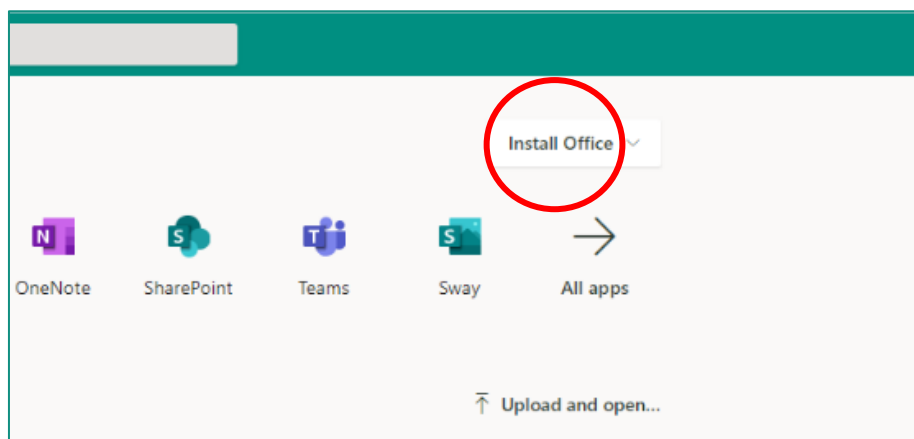 Install Office
N
S
T
S
OneNote
SharePoint
Teams
Sway
All apps
Upload and open...